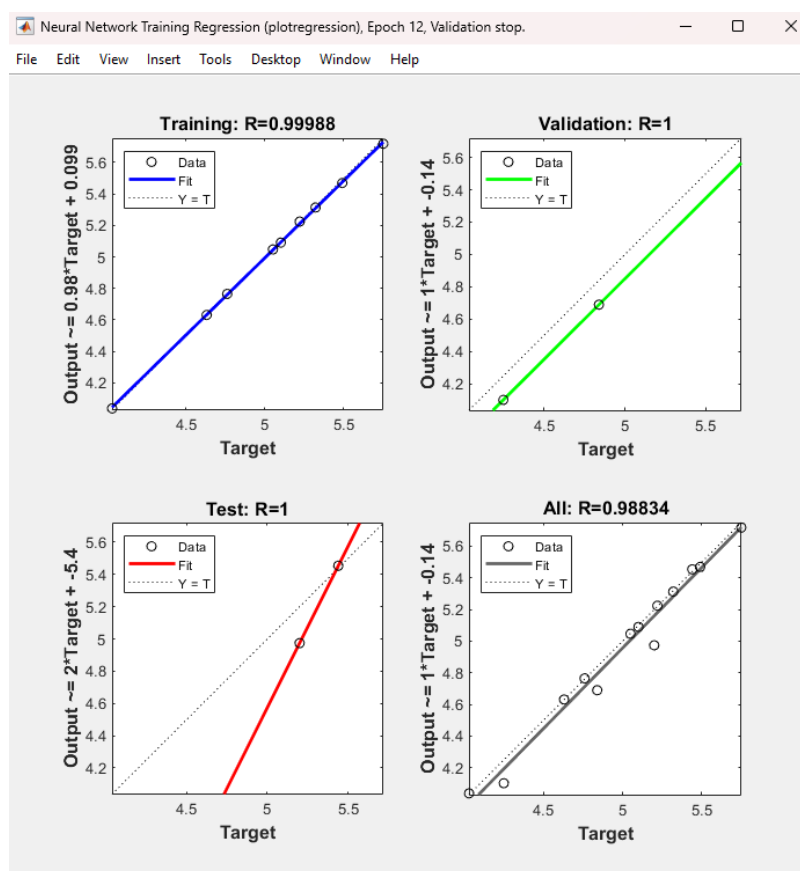 Neural Network Training Regression (plotregression), Epoch 12, Validation stop.
File Edit View Insert Tools Desktop Window Help
Training: R=0.99988
Output ~= 0.98*Target + 0.099
5.6
5.4
5.2
5
4.8
4.6
4.4
4.2
Data
Fit
Y = T
4.5 5 5.5
Target
Validation: R=1
Output ~= 1*Target + -0.14
5.6
5.4
5.2
5
4.8
4.6
4.4
4.2
Data
Fit
Y = T
4.5 5 5.5
Target
Test: R=1
Output ~= 2*Target + -5.4
5.6
5.4
5.2
5
4.8
4.6
4.4
4.2
Data
Fit
Y = T
4.5 5 5.5
Target
All: R=0.98834
Output ~= 1*Target + -0.14
5.6
5.4
5.2
5
4.8
4.6
4.4
4.2
Data
Fit
Y = T
4.5 5 5.5
Target